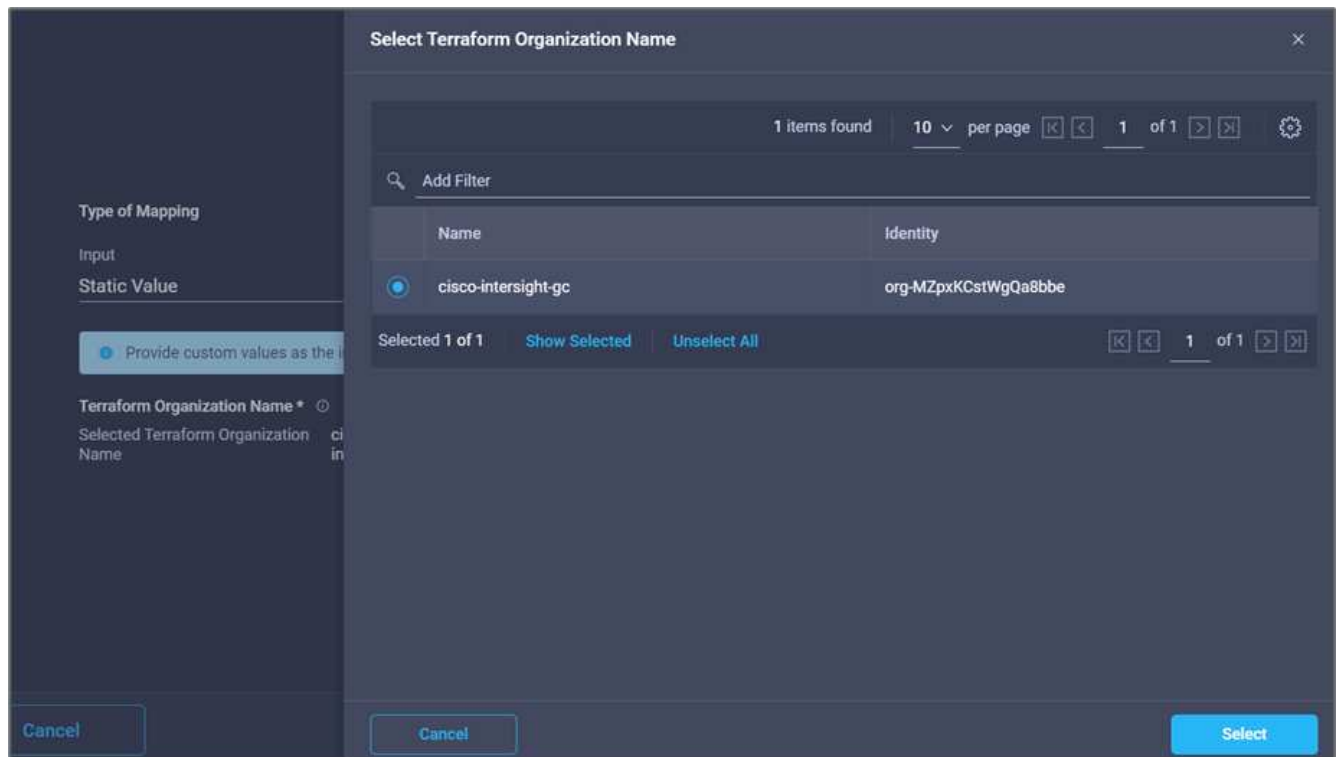 Select Terraform Organization Name
1 items found 10 per page 1 of 1
Add Filter
Type of Mapping
Input
Static Value
Name Identity
cisco-intersight-gc org-MZpxKCstWgQa8bbe
Selected 1 of 1 Show Selected Unselect All 1 of 1
Provide custom values as the
Terraform Organization Name *
Selected Terraform Organization ci
Name in
Cancel
Cancel Select